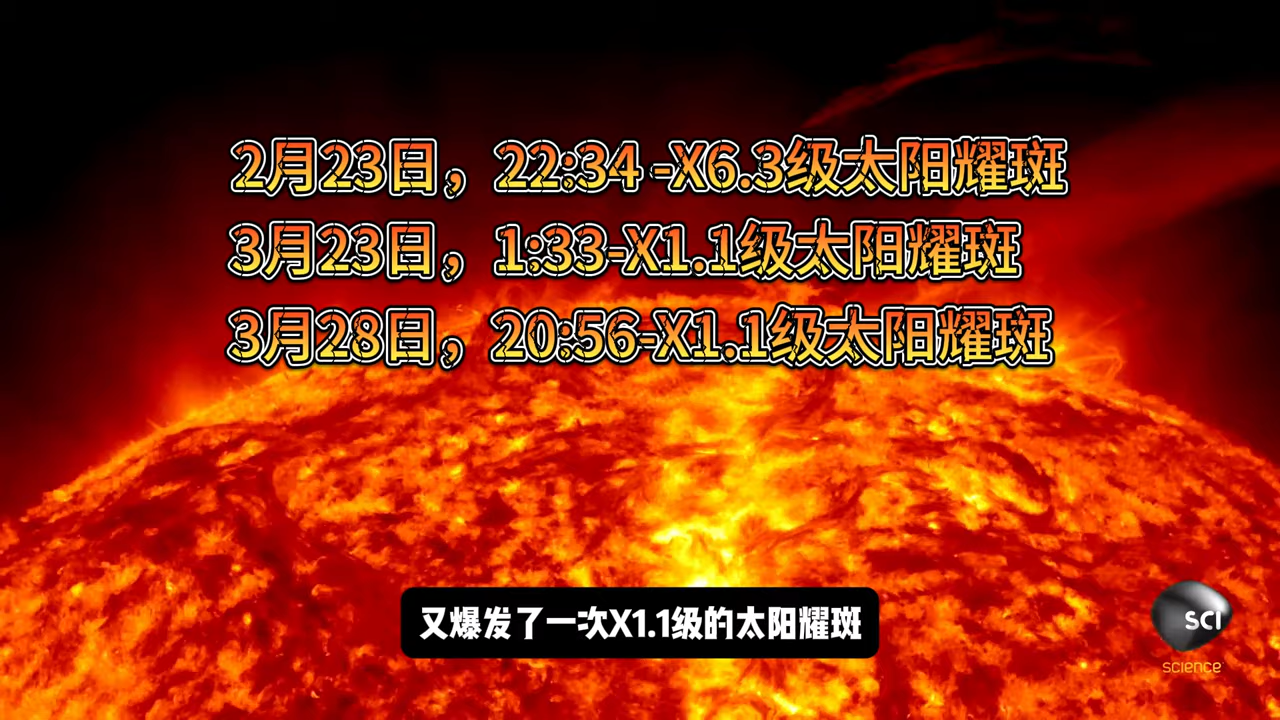 2月23日，22:34 -X6.3级太阳耀斑
3月23日，1:33-X1.1级太阳耀斑
3月28日，20:56-X1.1级太阳耀斑
又爆发了一次X1.1级的太阳耀斑
SCI
science